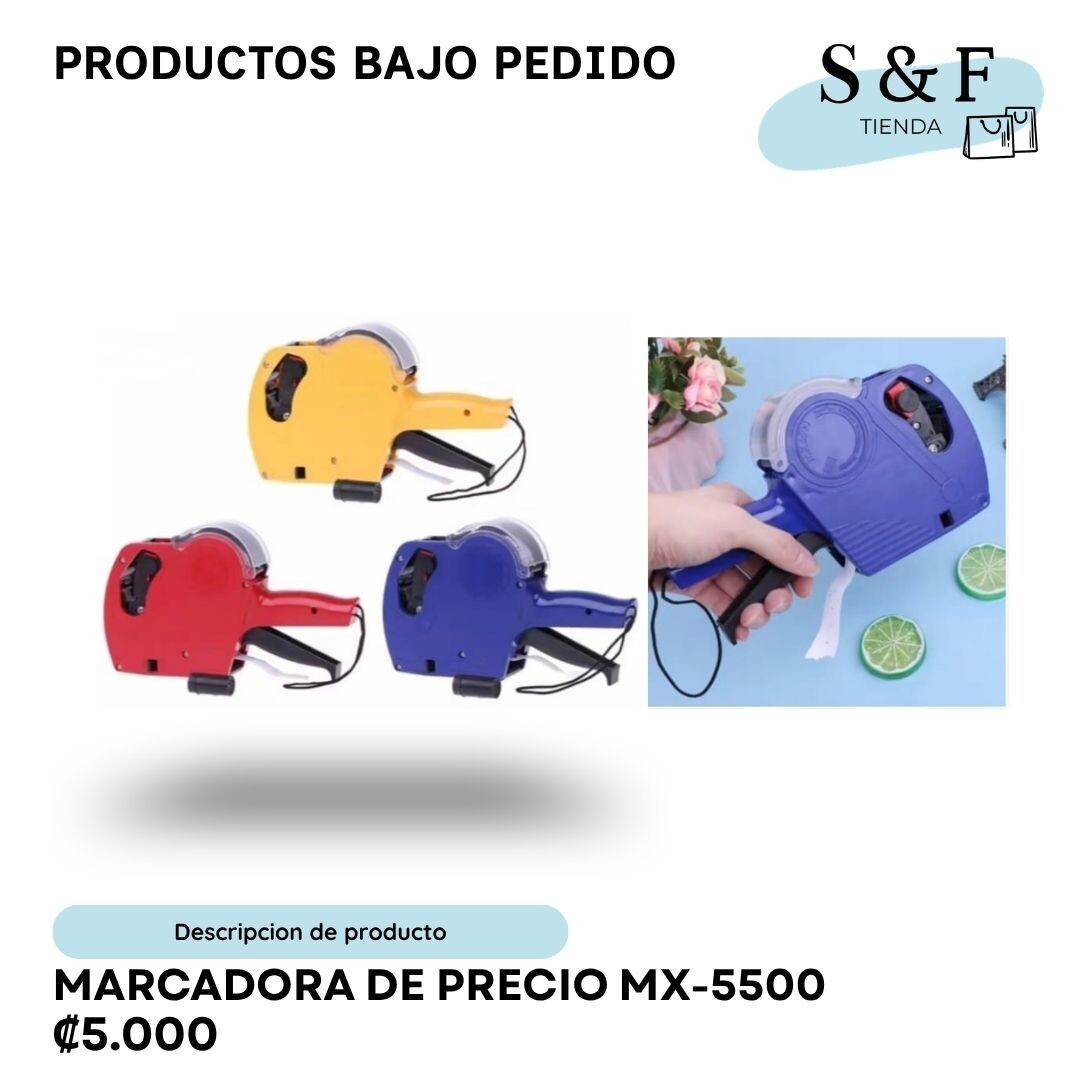 PRODUCTOS BAJO PEDIDO
S & F
TIENDA
Descripcion de producto
MARCADORA DE PRECIO MX-5500
₡5.000